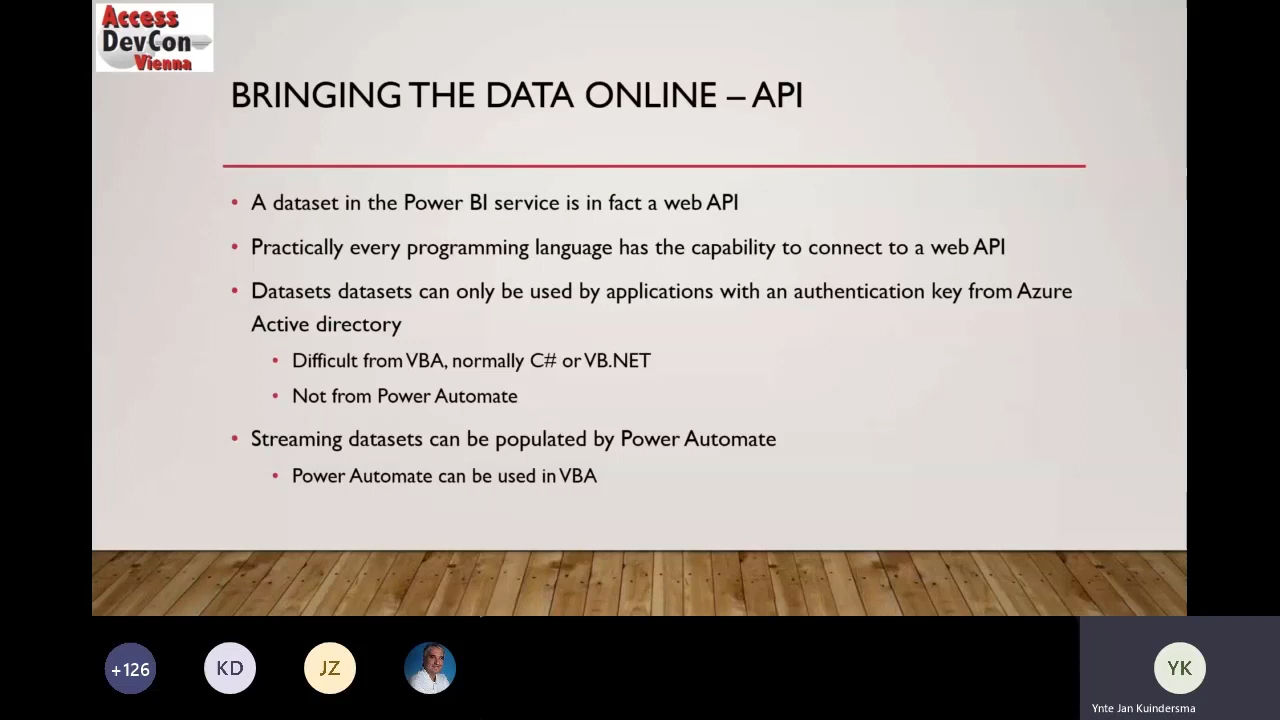 Access
DevCon
Vienna
BRINGING THE DATA ONLINE – API
• A dataset in the Power BI service is in fact a web API
• Practically every programming language has the capability to connect to a web API
• Datasets datasets can only be used by applications with an authentication key from Azure
Active directory
• Difficult from VBA, normally C# or VB.NET
• Not from Power Automate
• Streaming datasets can be populated by Power Automate
• Power Automate can be used in VBA
+126
KD
JZ
YK
Ynte Jan Kuindersma